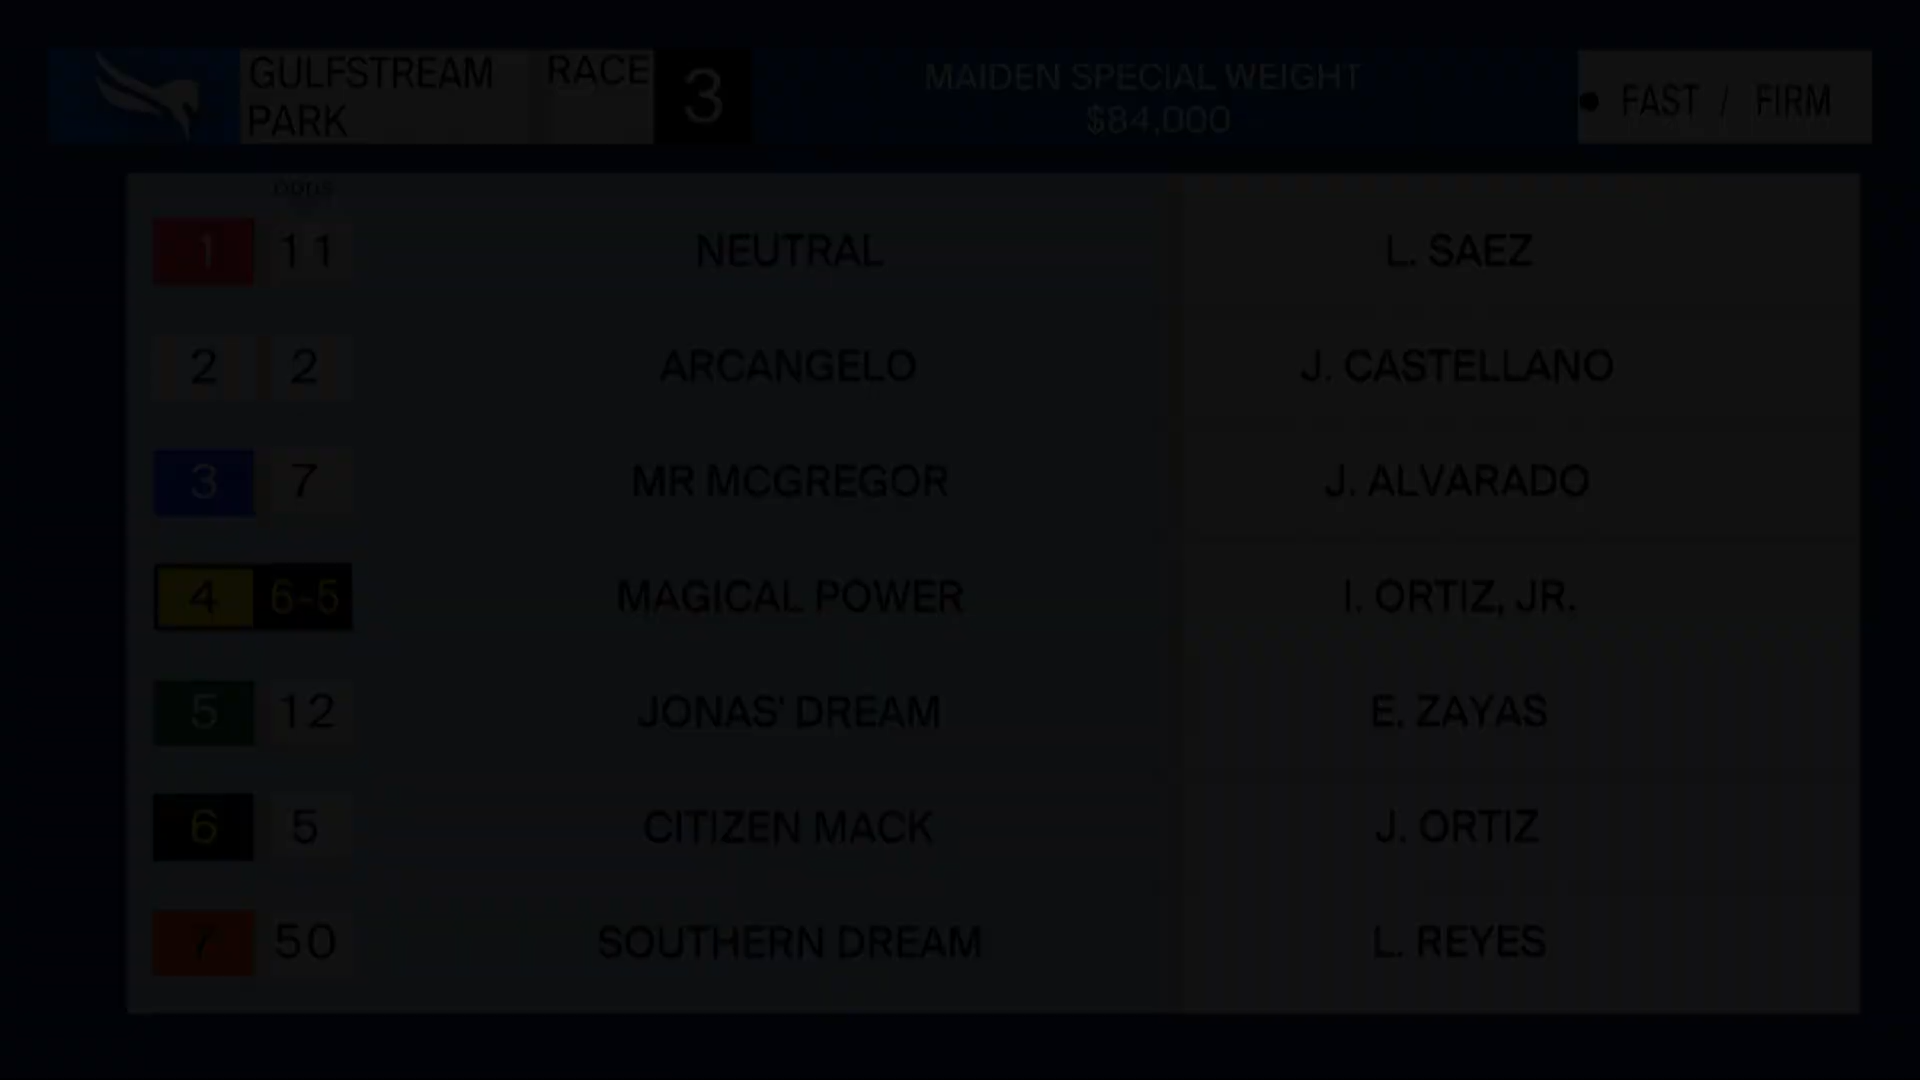 GULFSTREAM PARK RACE 3
MAIDEN SPECIAL WEIGHT
$84,000
FAST / FIRM
ODDS
1 11 NEUTRAL L. SAEZ
2 2 ARCANGELO J. CASTELLANO
3 7 MR MCGREGOR J. ALVARADO
4 6-5 MAGICAL POWER I. ORTIZ, JR.
5 12 JONAS' DREAM E. ZAYAS
6 5 CITIZEN MACK J. ORTIZ
7 50 SOUTHERN DREAM L. REYES